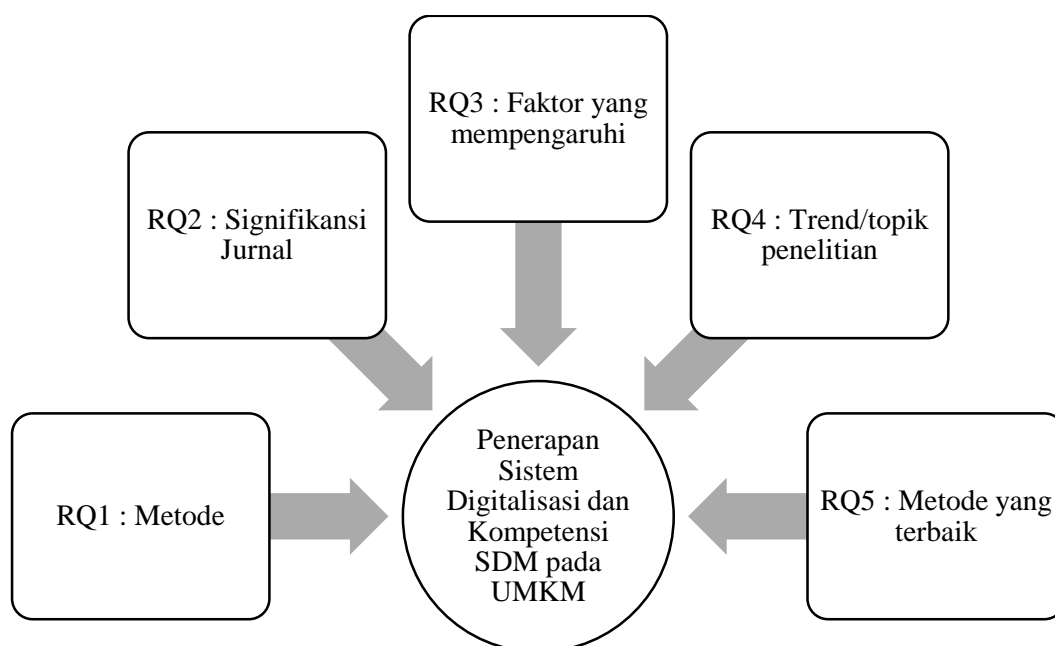 RQ1 : Metode
RQ2 : Signifikansi
Jurnal
RQ3 : Faktor yang
mempengaruhi
RQ4 : Trend/topik
penelitian
RQ5 : Metode yang
terbaik
Penerapan
Sistem
Digitalisasi dan
Kompetensi
SDM pada
UMKM